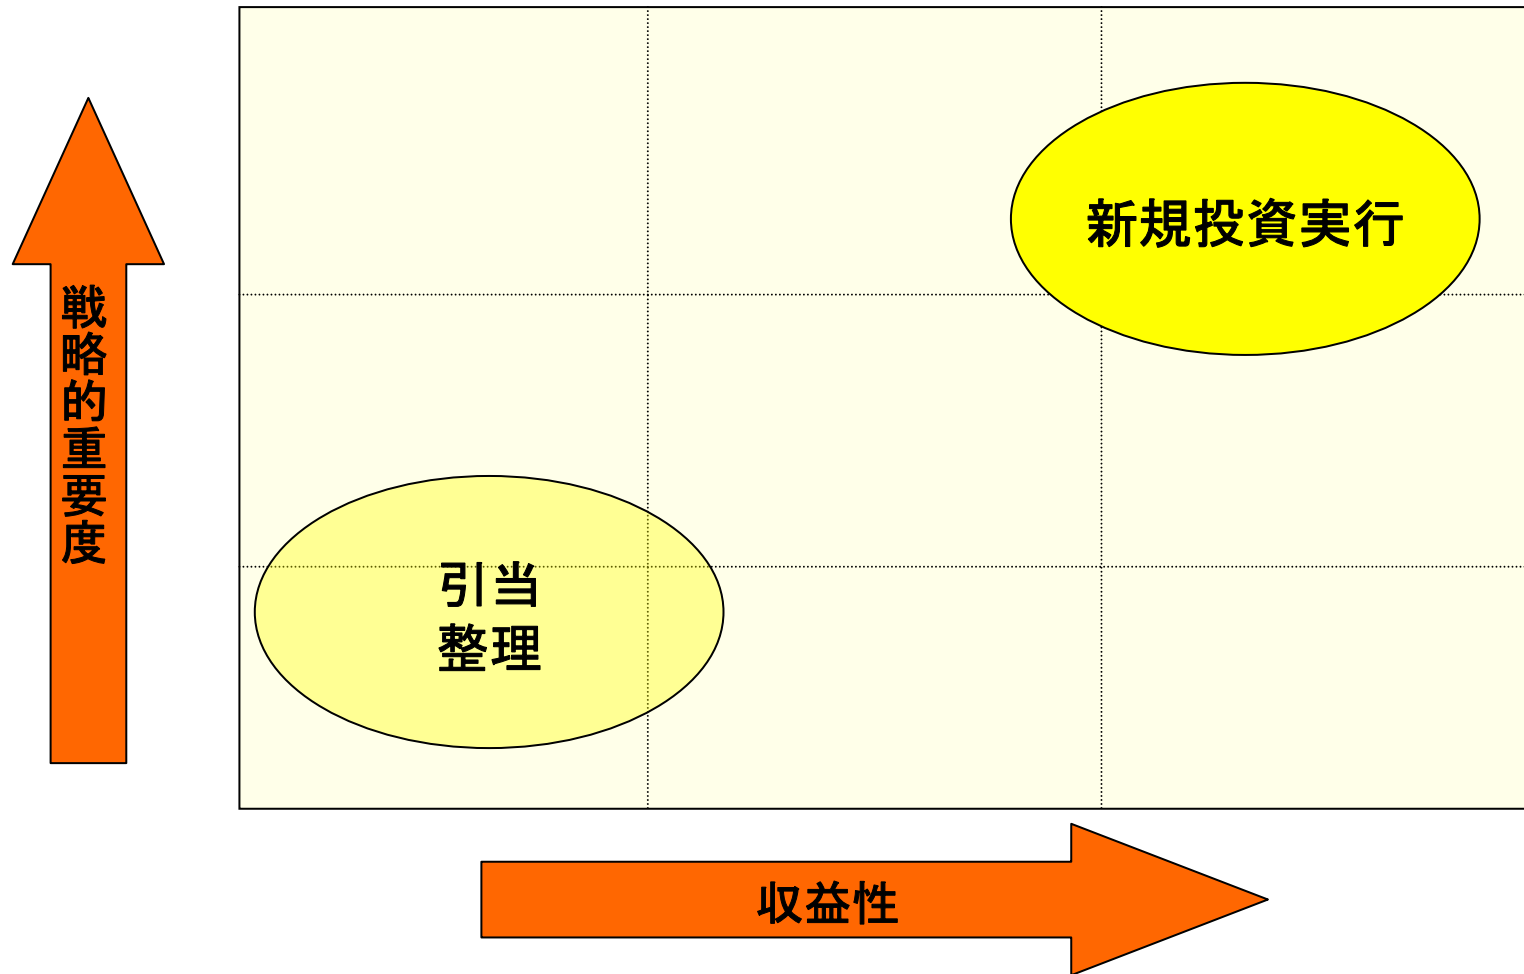 新規投資実行
戦略的重要度
引当
整理
収益性